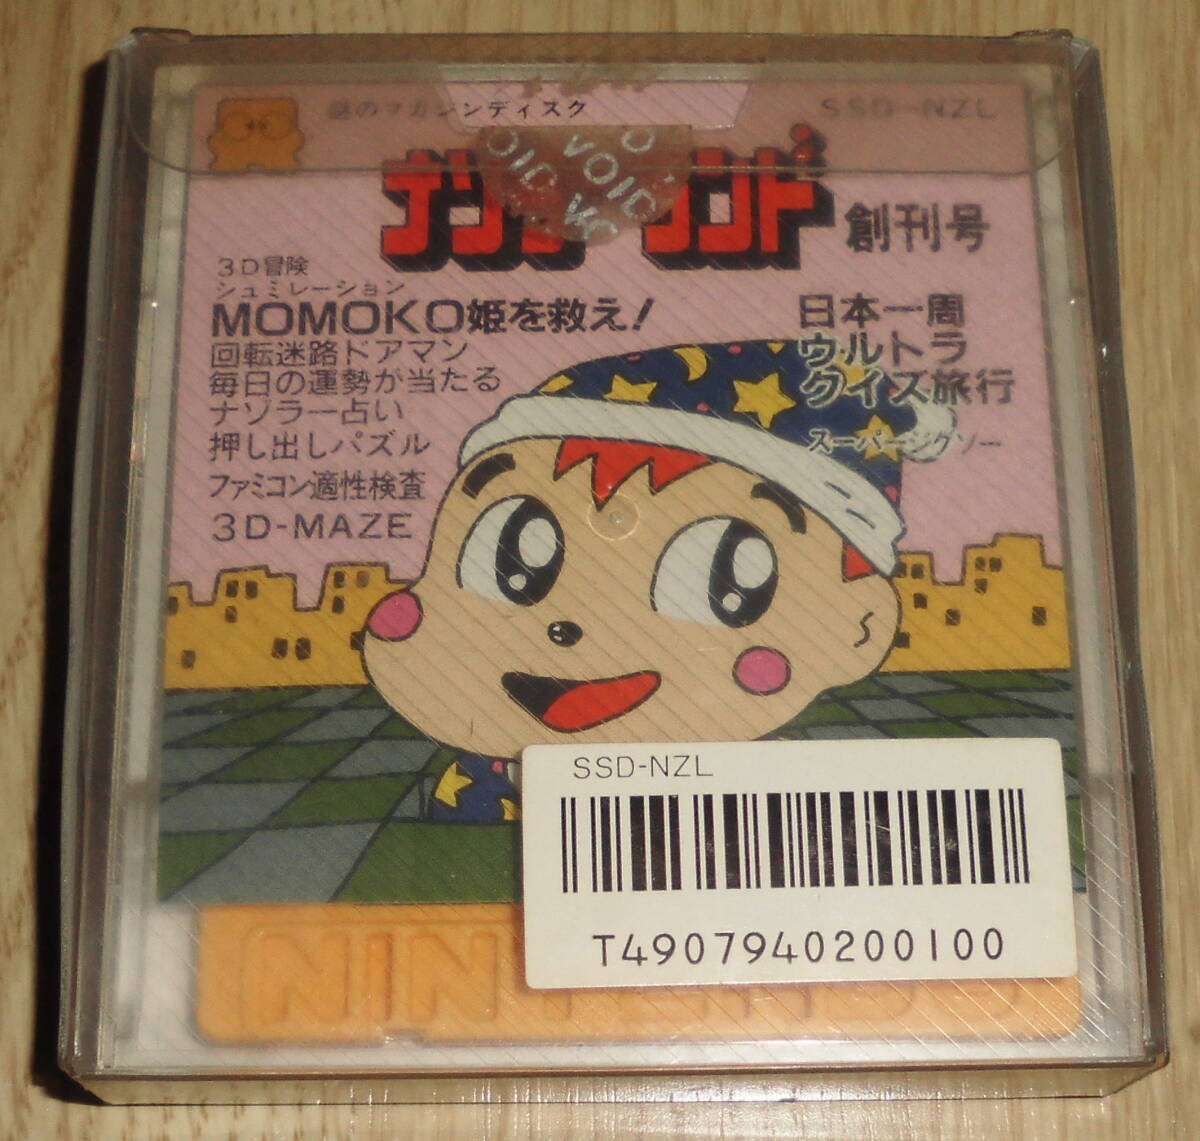 謎のマガジンディスク
SSD-NZL
VOID
VOID
VOID
創刊号
3D冒険
シュミレーション
MOMOKO姫を救え!
回転迷路ドアマン
毎日の運勢が当たる
ナゾラー占い
押し出しパズル
ファミコン適性検査
3D-MAZE
日本一周
ウルトラ
クイズ旅行
スーパージグソー
SSD-NZL
T4907940200100